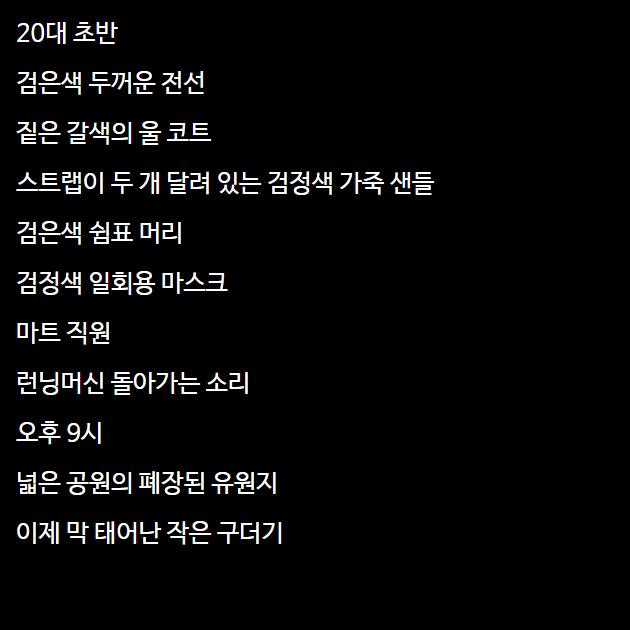 20대 초반
검은색 두꺼운 전선
짙은 갈색의 울 코트
스트랩이 두 개 달려 있는 검정색 가죽 샌들
검은색 쉼표 머리
검정색 일회용 마스크
마트 직원
런닝머신 돌아가는 소리
오후 9시
넓은 공원의 폐장된 유원지
이제 막 태어난 작은 구더기